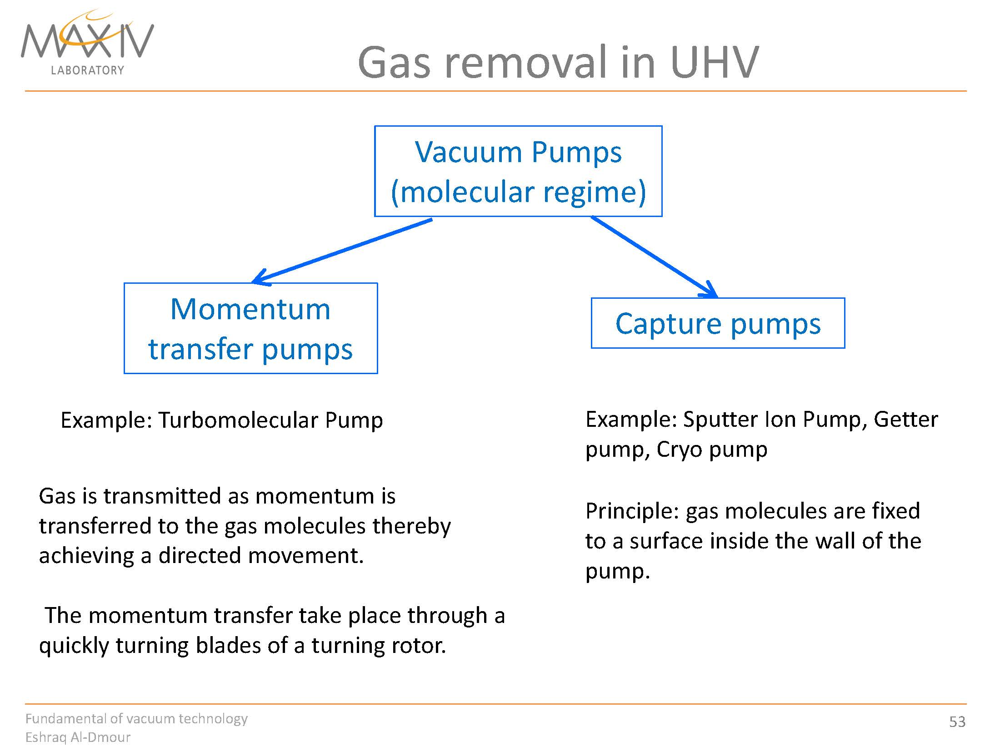 MAX IV
LABORATORY
Gas removal in UHV
Vacuum Pumps
(molecular regime)
Momentum
transfer pumps
Capture pumps
Example: Turbomolecular Pump
Gas is transmitted as momentum is
transferred to the gas molecules thereby
achieving a directed movement.
The momentum transfer take place through a
quickly turning blades of a turning rotor.
Example: Sputter Ion Pump, Getter
pump, Cryo pump
Principle: gas molecules are fixed
to a surface inside the wall of the
pump.
Fundamental of vacuum technology
Eshraq Al-Dmour
53